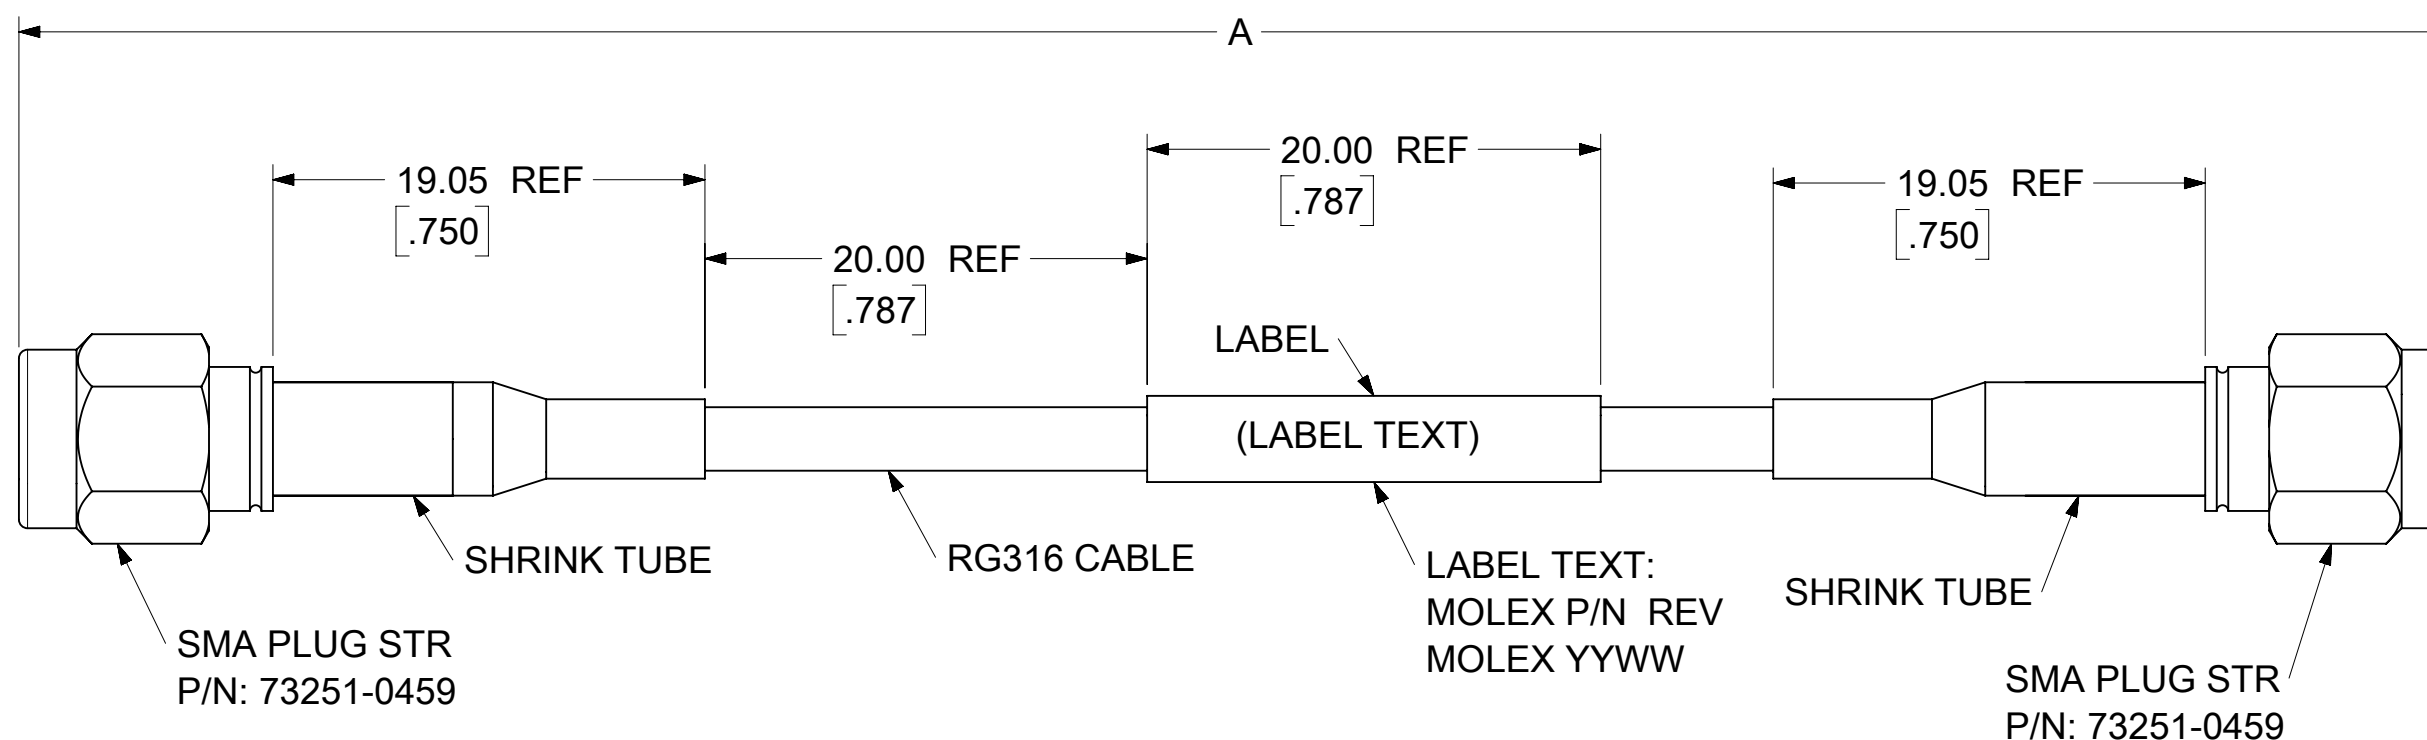 A
20.00 REF
[.787]
19.05 REF
[.750]
19.05 REF
[.750]
20.00 REF
[.787]
LABEL
(LABEL TEXT)
SHRINK TUBE
RG316 CABLE
LABEL TEXT:
MOLEX P/N REV
MOLEX YYWW
SHRINK TUBE
SMA PLUG STR
P/N: 73251-0459
SMA PLUG STR
P/N: 73251-0459